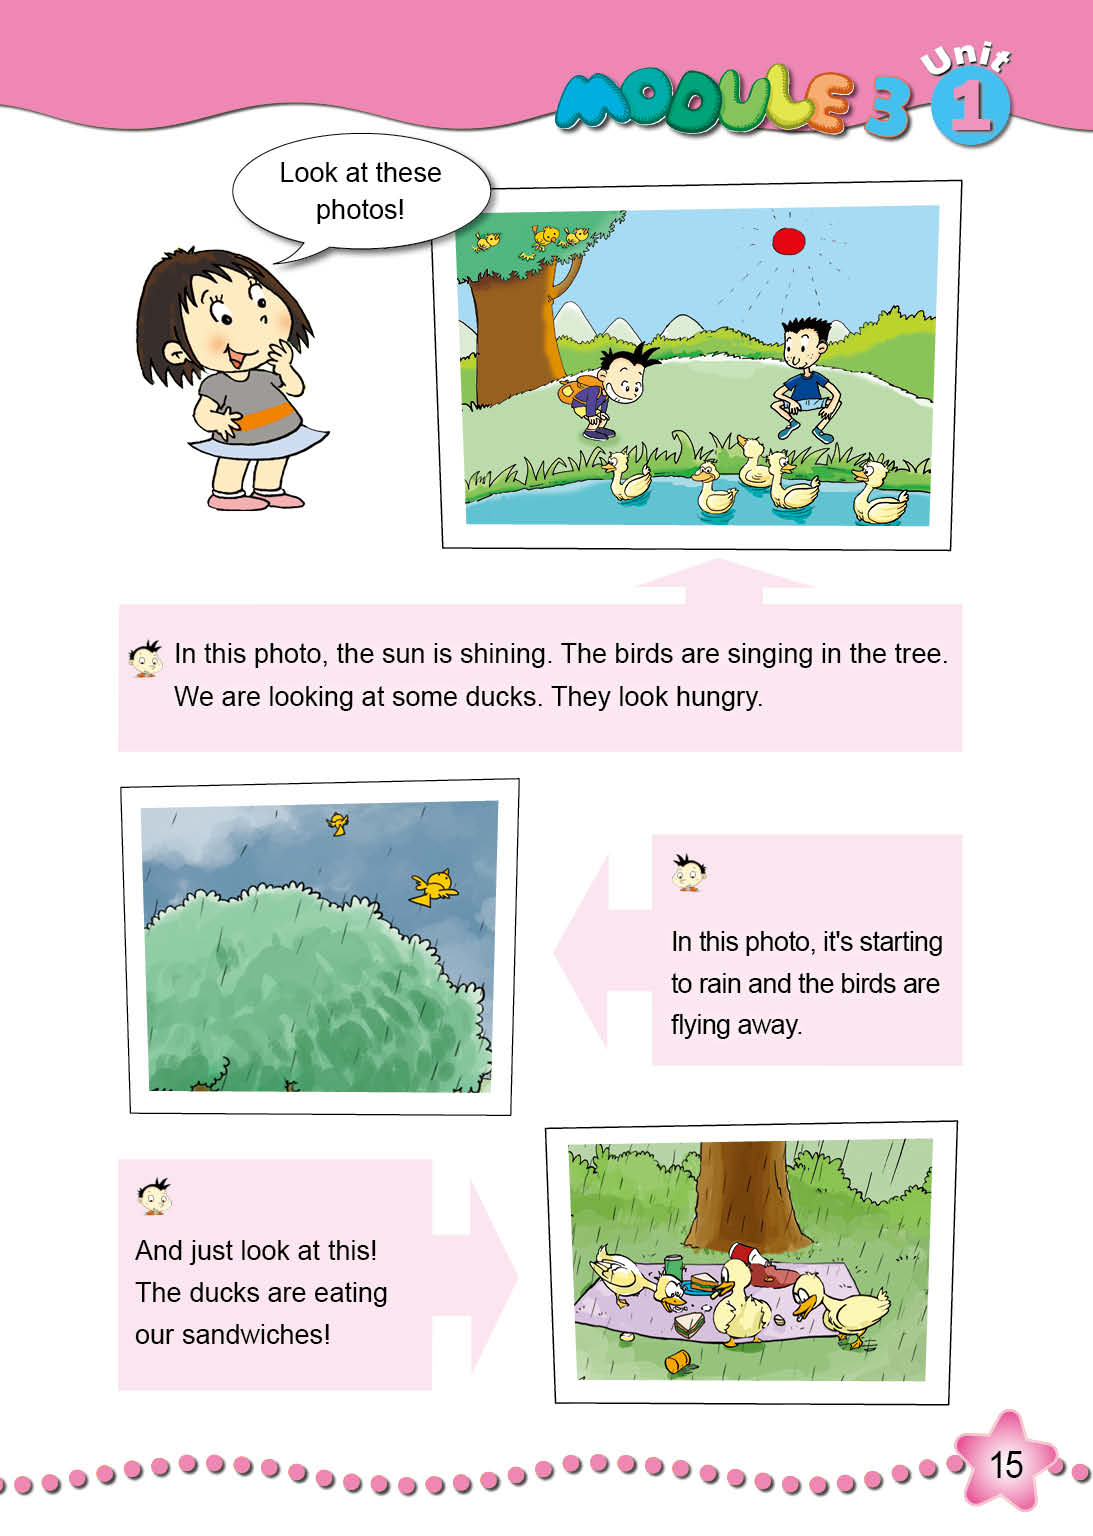 MODULE 3 Unit 1
Look at these
photos!
In this photo, the sun is shining. The birds are singing in the tree.
We are looking at some ducks. They look hungry.
In this photo, it's starting
to rain and the birds are
flying away.
And just look at this!
The ducks are eating
our sandwiches!
15